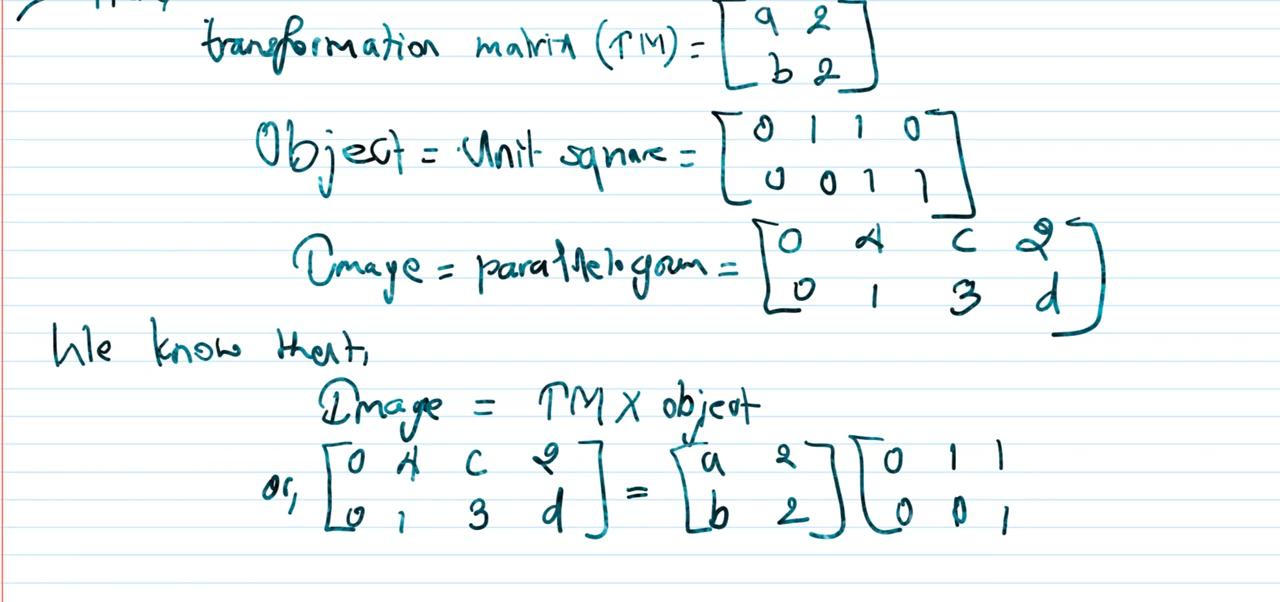 transformation matrix (TM) = [ a 2
b 2 ]
Object = Unit square = [ 0 1 1 0
0 0 1 1 ]
Image = parallelogram = [ 0 4 c 2
0 1 3 d ]
We know that,
Image = TM X object
or, [ 0 4 c 2 ] = [ a 2 ] [ 0 1 1
0 1 3 d b 2 0 0 1